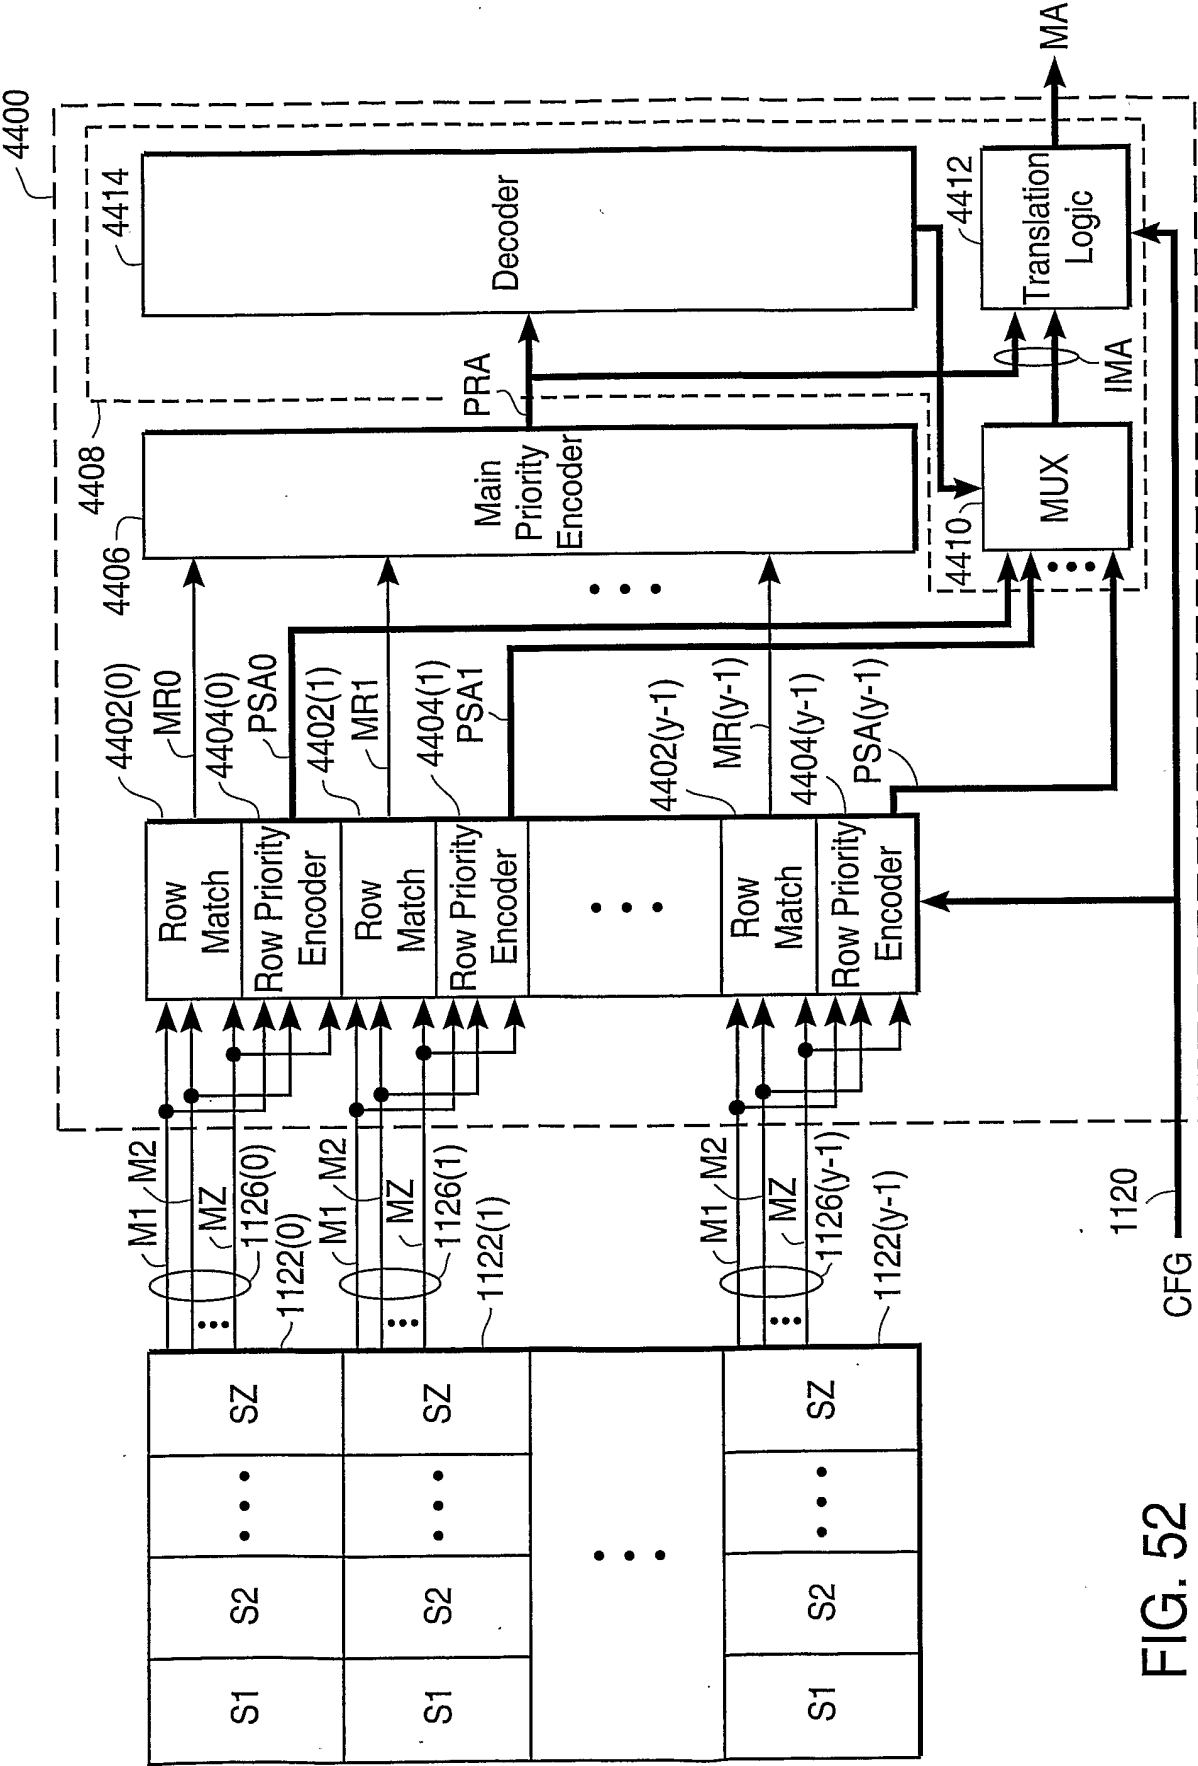 4400
4408
4414
Decoder
4412
Translation
Logic
MA
PRA
IMA
4406
Main
Priority
Encoder
4410
MUX
4402(0)
MR0
4404(0)
PSA0
4402(1)
MR1
4404(1)
PSA1
4402(y-1)
MR(y-1)
4404(y-1)
PSA(y-1)
Row
Match
Row Priority
Encoder
Row
Match
Row Priority
Encoder
Row
Match
Row Priority
Encoder
M1
M2
MZ
1126(0)
1122(0)
M1
M2
MZ
1126(1)
1122(1)
M1
M2
MZ
1126(y-1)
1122(y-1)
1120
CFG
S1 S2 SZ
S1 S2 SZ
S1 S2 SZ
FIG. 52